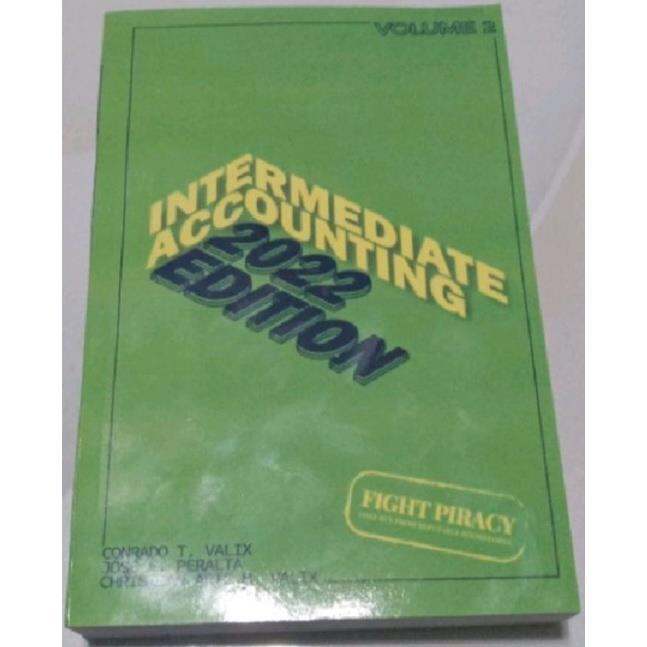 VOLUME 2
INTERMEDIATE
ACCOUNTING
2022
EDITION
FIGHT PIRACY
CONRADO T. VALIX
PERALTA
M. VALIX